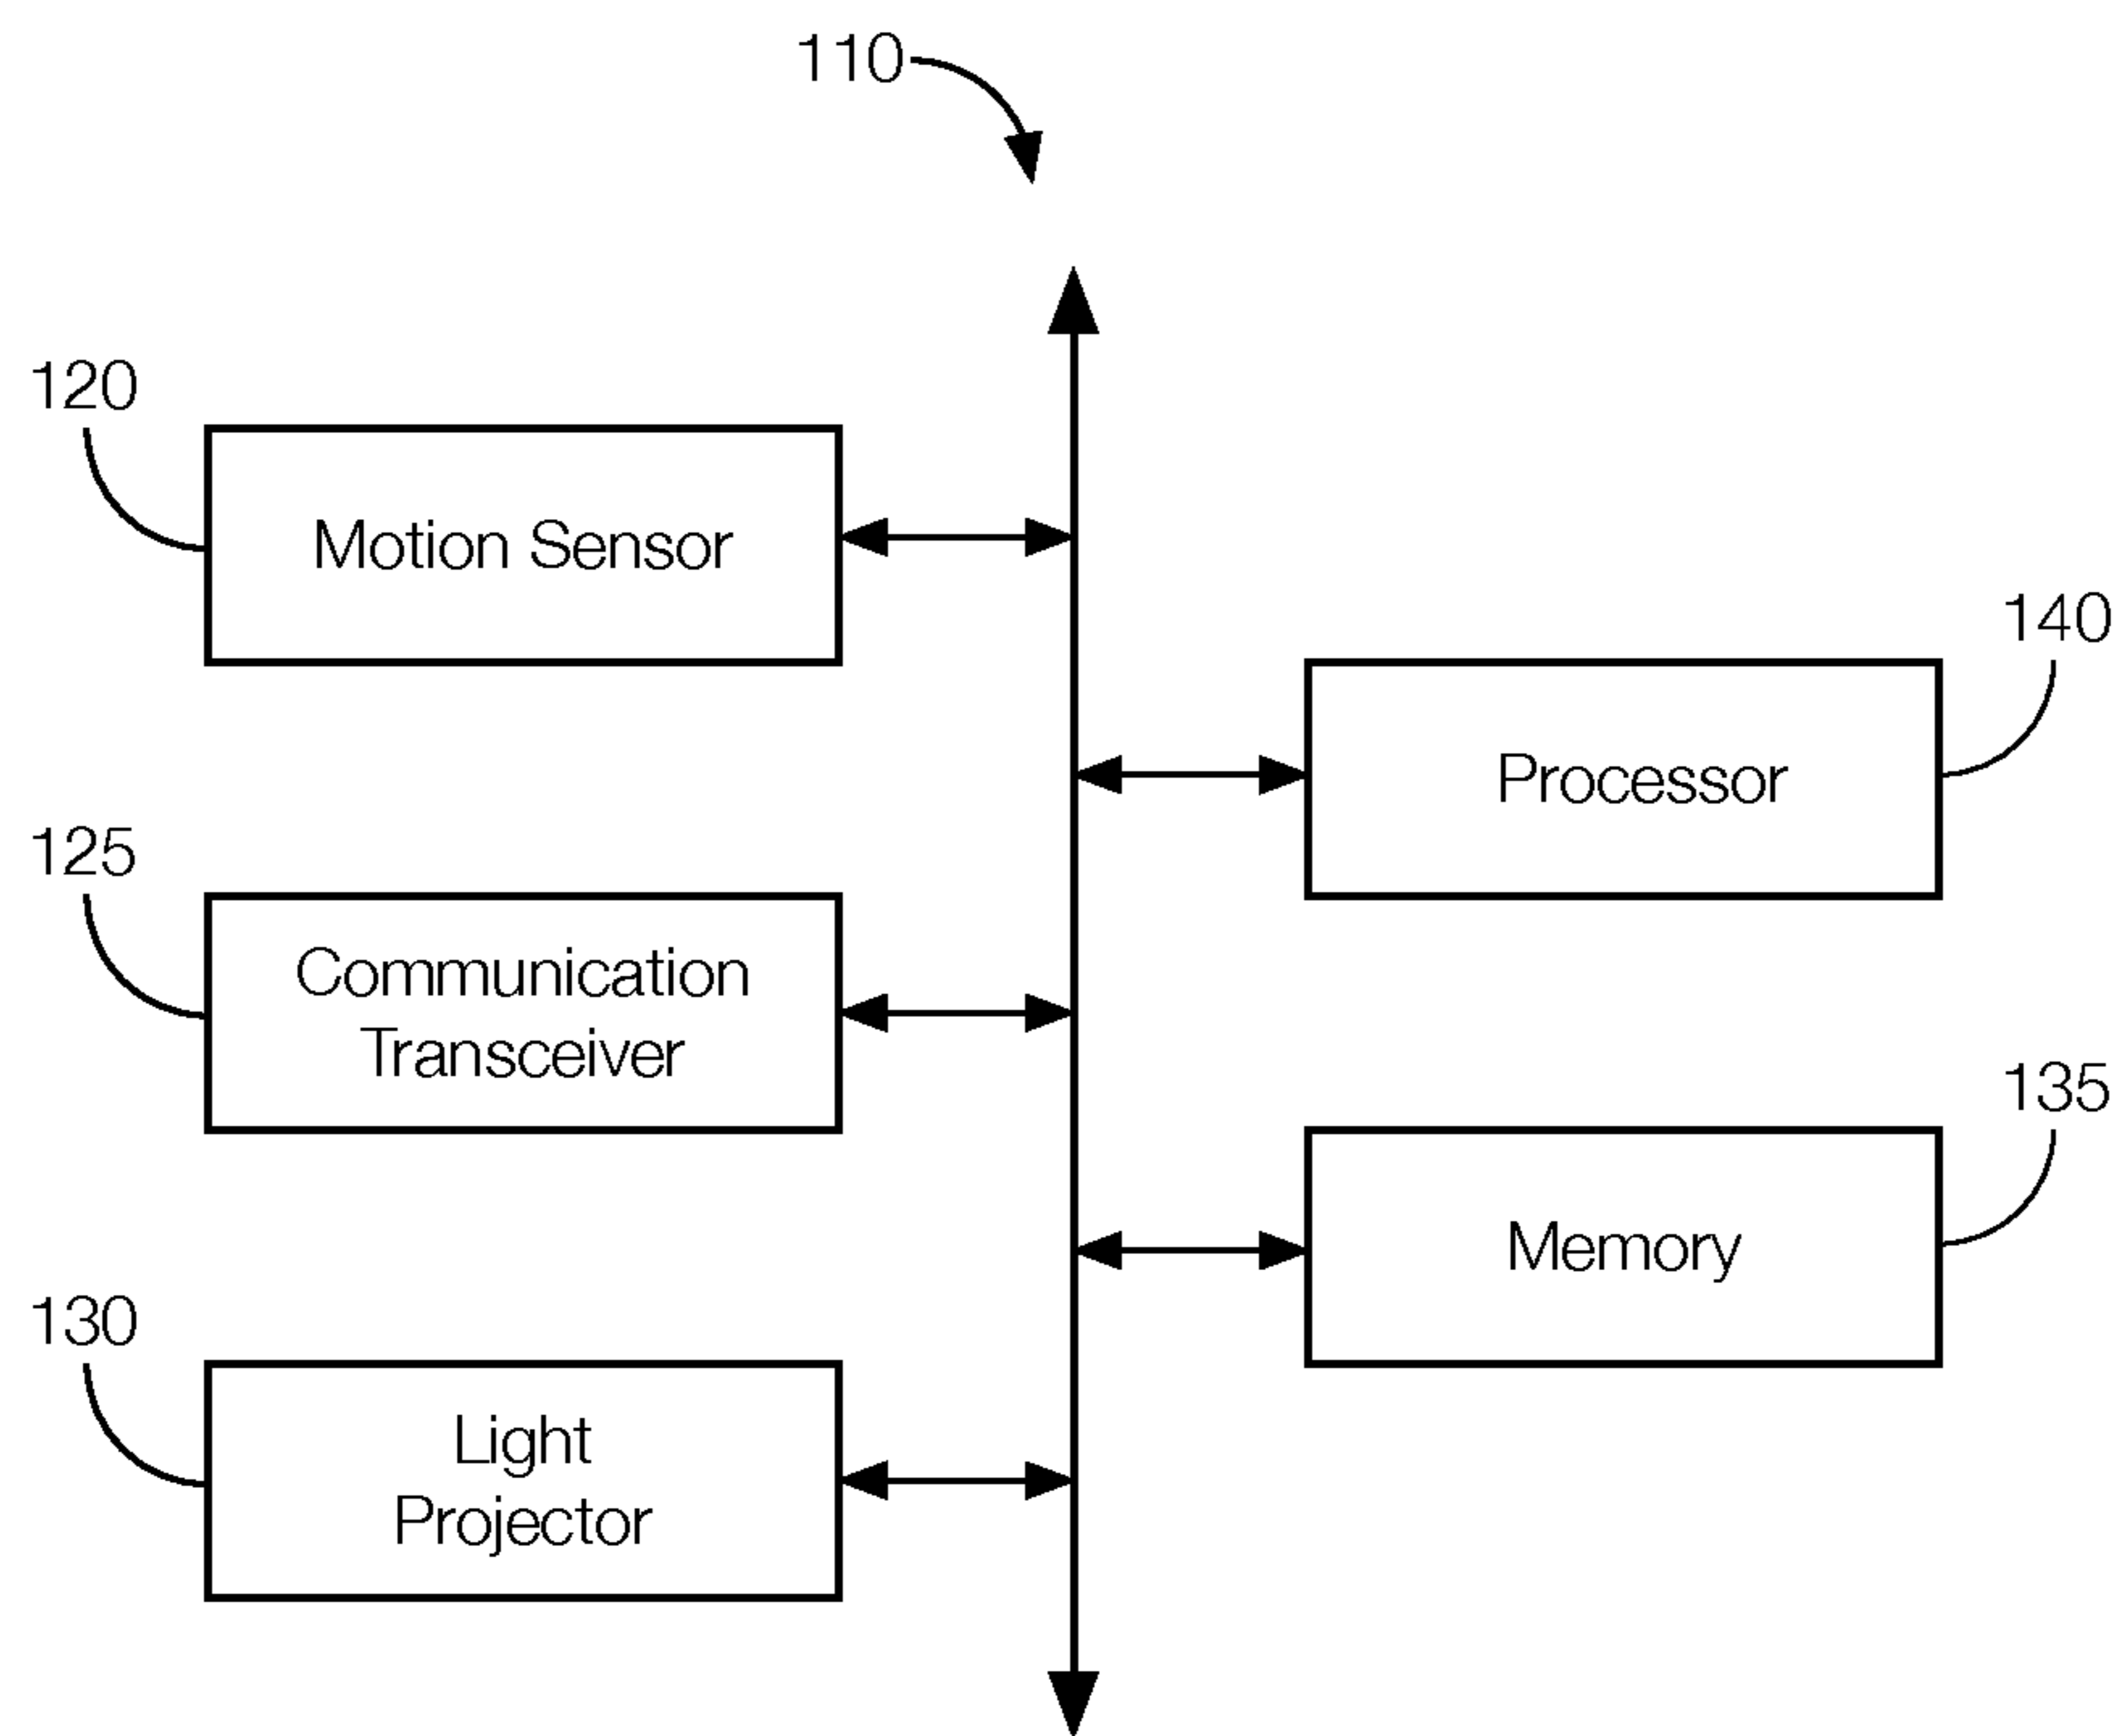 110
120
Motion Sensor
140
Processor
125
Communication
Transceiver
135
Memory
130
Light
Projector